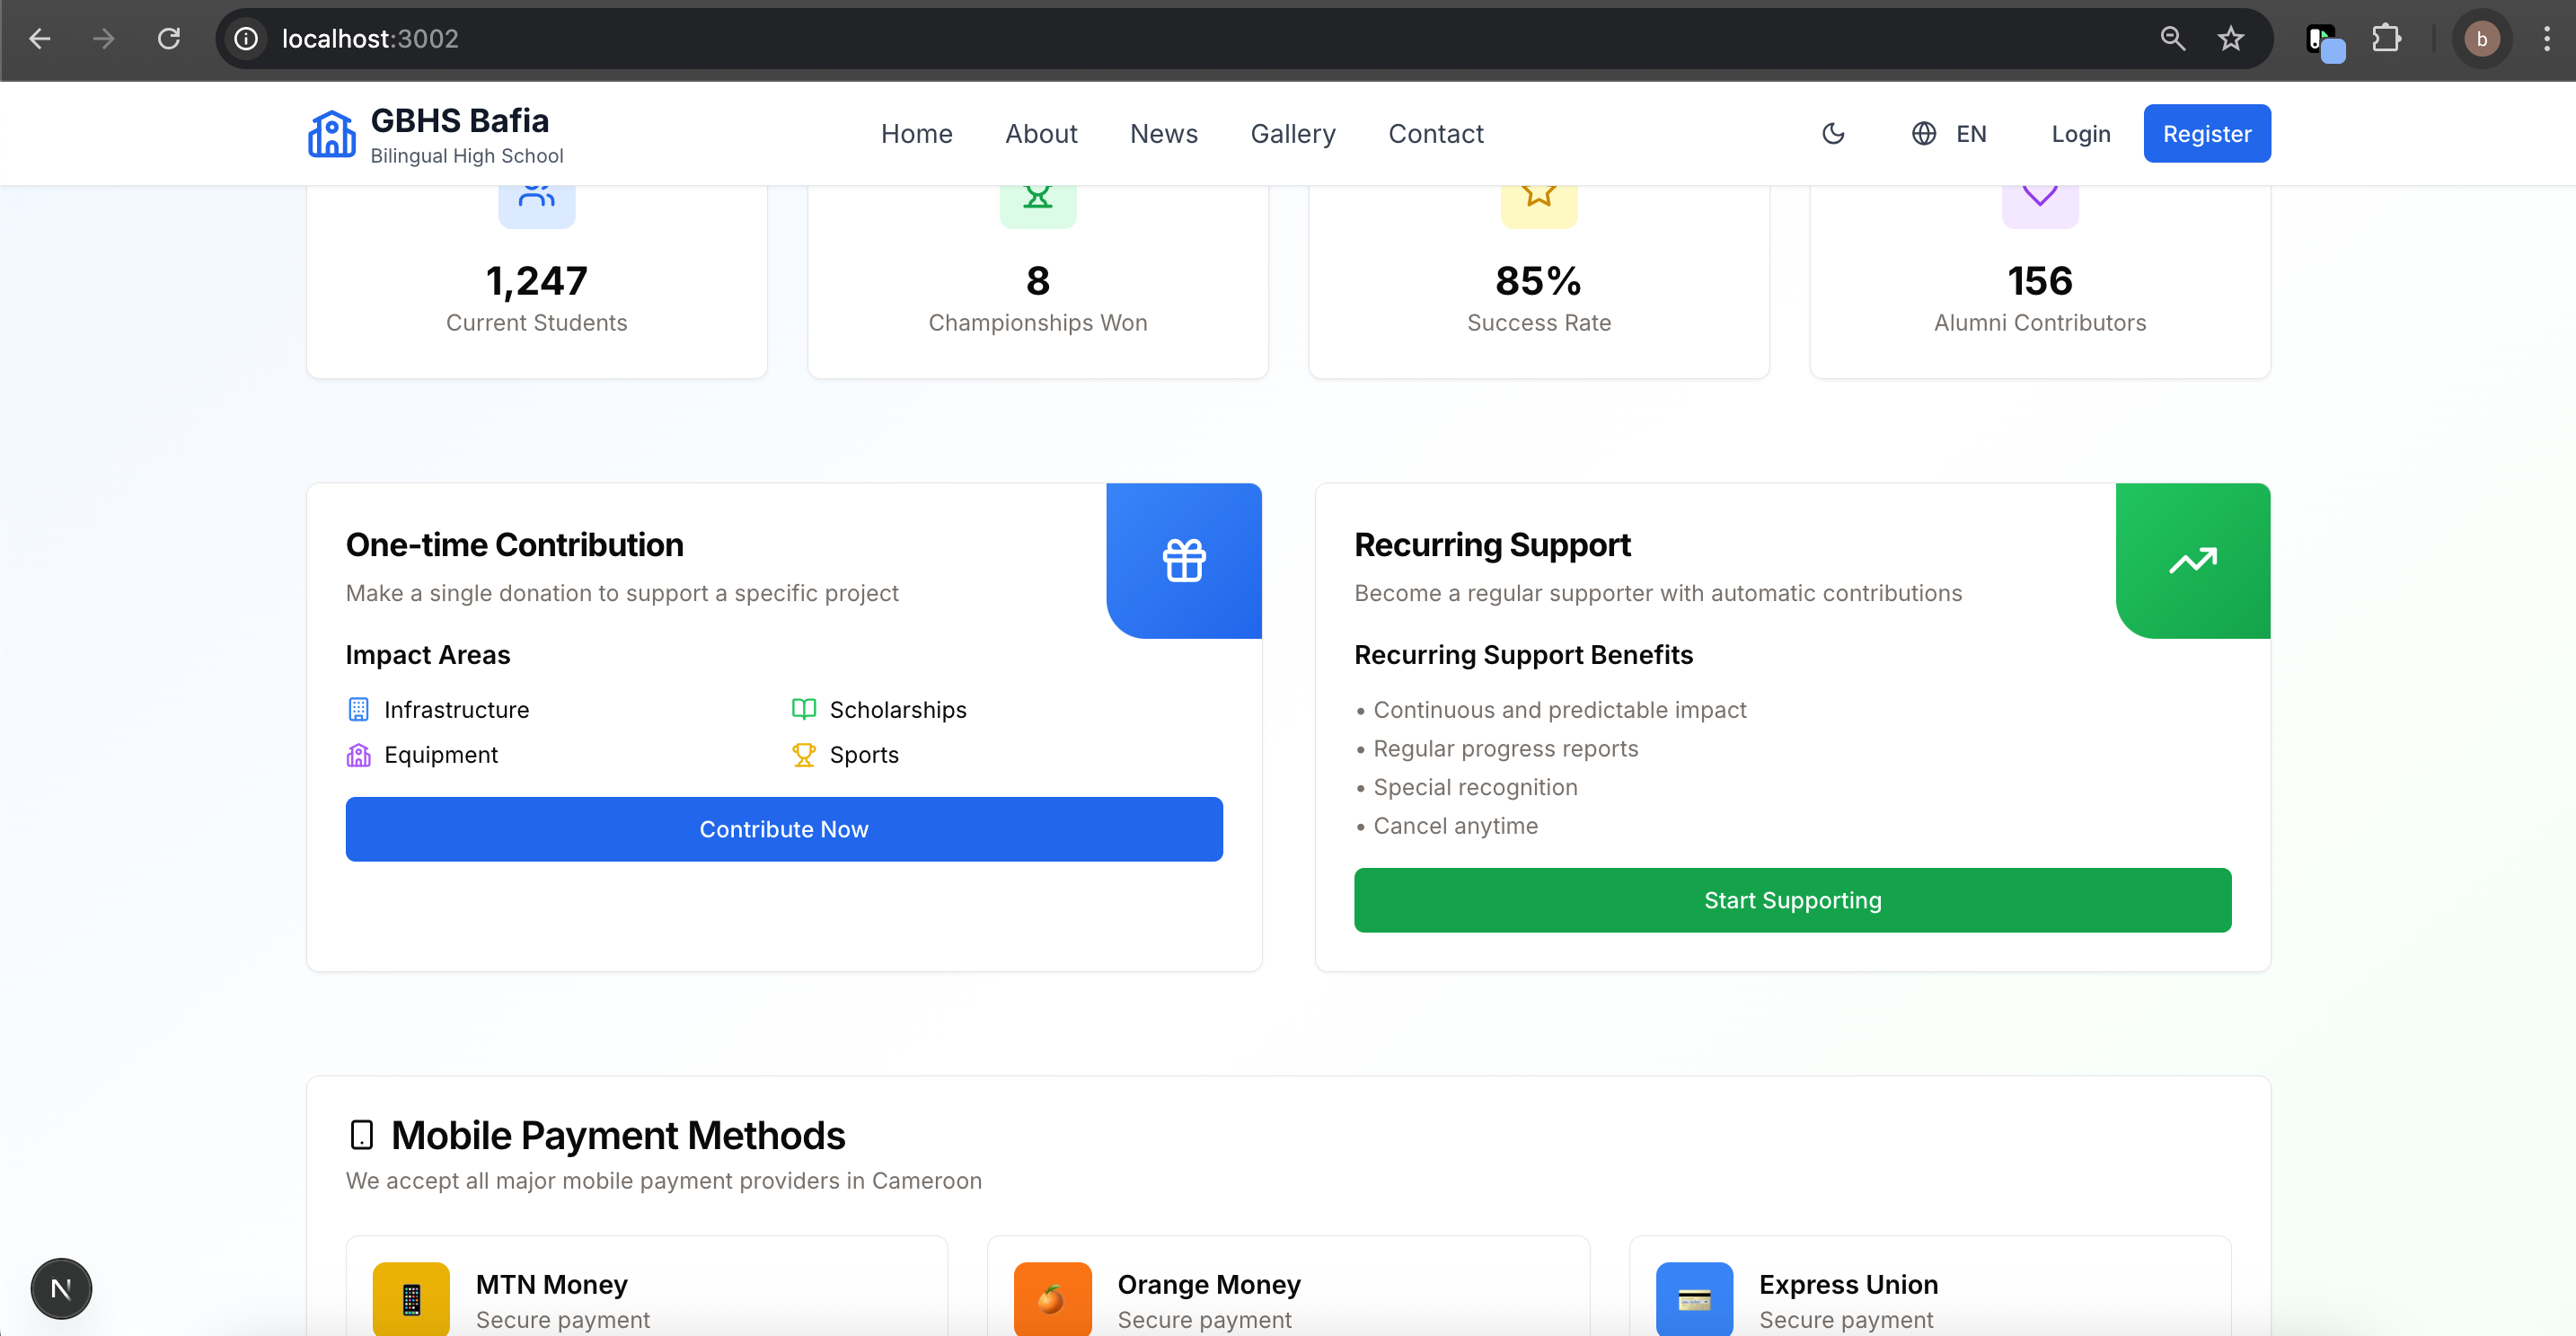 localhost:3002
b
GBHS Bafia
Bilingual High School
Home About News Gallery Contact
EN Login Register
1,247
Current Students
8
Championships Won
85%
Success Rate
156
Alumni Contributors
One-time Contribution
Make a single donation to support a specific project
Impact Areas
Infrastructure
Scholarships
Equipment
Sports
Contribute Now
Recurring Support
Become a regular supporter with automatic contributions
Recurring Support Benefits
• Continuous and predictable impact
• Regular progress reports
• Special recognition
• Cancel anytime
Start Supporting
Mobile Payment Methods
We accept all major mobile payment providers in Cameroon
MTN Money
Secure payment
Orange Money
Secure payment
Express Union
Secure payment
N